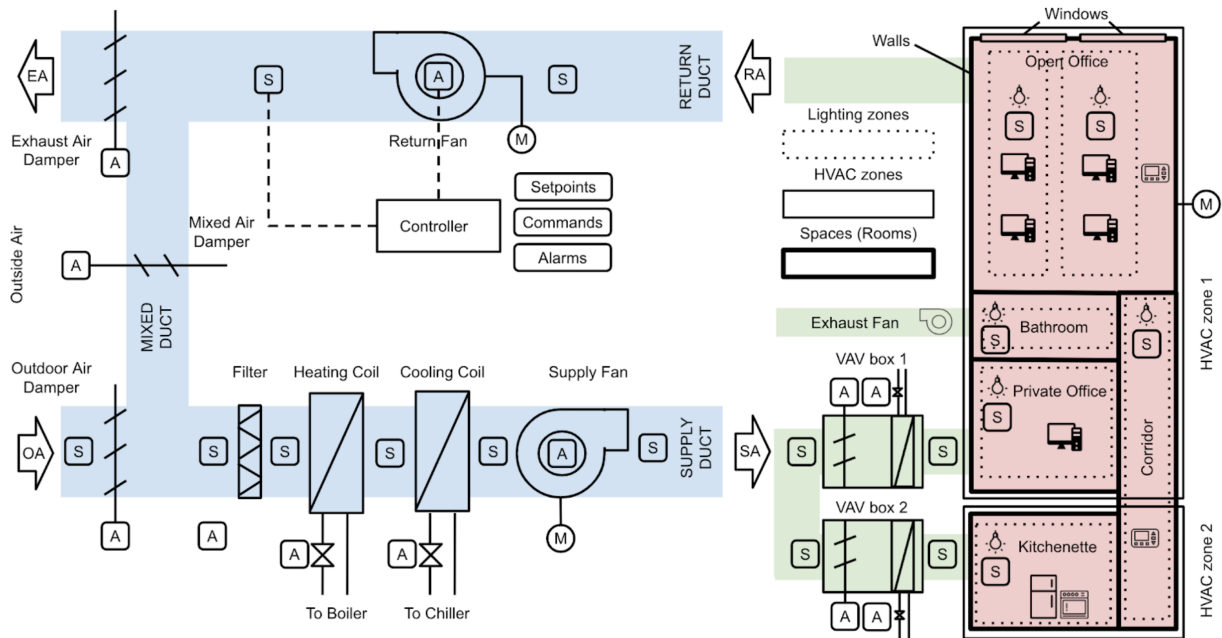 Windows
Walls
Open Office
EA
S
A
S
RETURN
DUCT
RA
Exhaust Air
Damper
A
Return Fan
M
Lighting zones
S
S
HVAC zones
Setpoints
Controller
Commands
Alarms
Spaces (Rooms)
M
Mixed Air
Damper
Outside Air
A
MIXED
DUCT
HVAC zone 1
Exhaust Fan
S
Bathroom
S
Corridor
Outdoor Air
Damper
Filter
Heating Coil
Cooling Coil
Supply Fan
VAV box 1
A
A
Private Office
S
OA
S
S
S
S
S
A
S
SUPPLY
DUCT
SA
S
S
VAV box 2
A
A
A
A
M
S
S
Kitchenette
S
HVAC zone 2
To Boiler
To Chiller
A
A